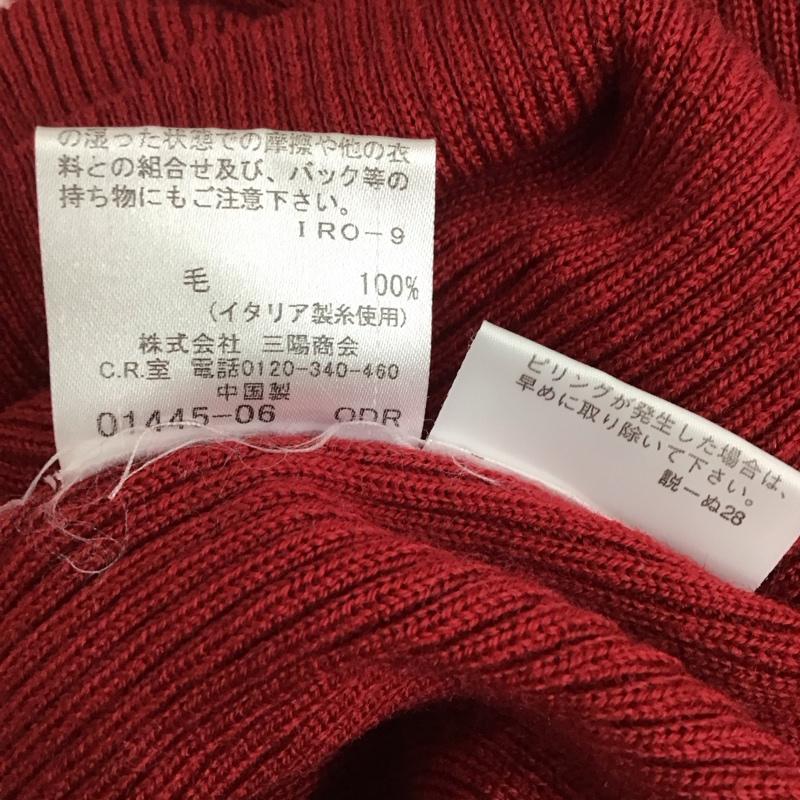 の湿った状態での摩擦や他の衣
料との組合せ及び、バック等の
持ち物にもご注意下さい。
IRO-9
毛 100%
(イタリア製糸使用)
株式会社 三陽商会
C.R.室 電話0120-340-460
中国製
01445-06 ODR
ピリングが発生した場合は、
早めに取り除いて下さい。
説-ぬ28